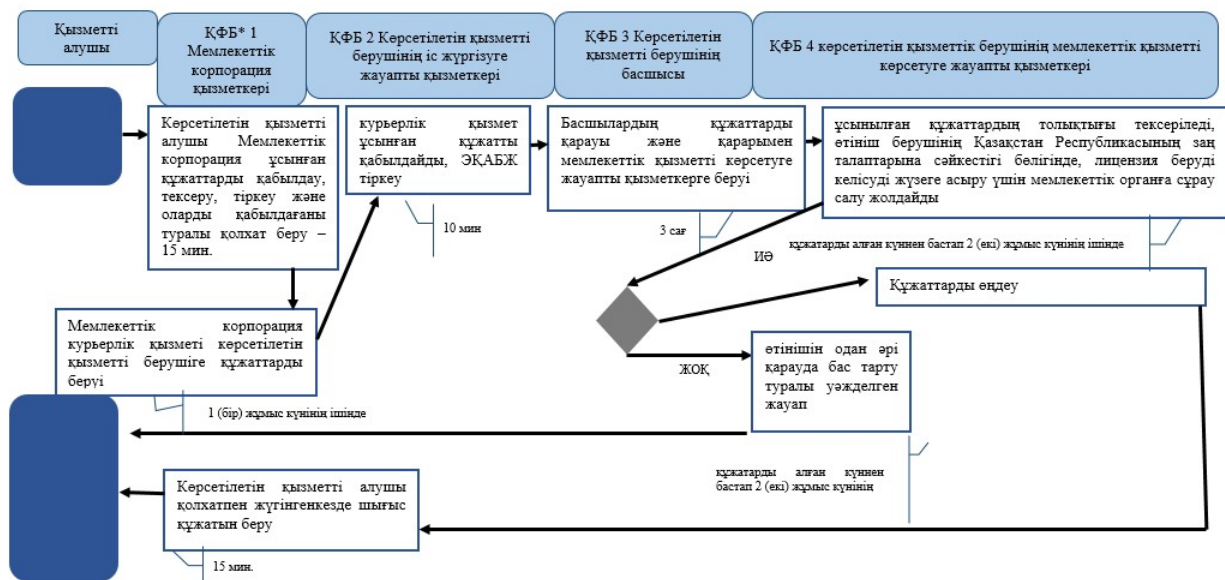 Қызметті
алушы
ҚФБ* 1
Мемлекеттік
корпорация
қызметкері
ҚФБ 2 Көрсетілетін қызметті
берушінің іс жүргізуге
жауапты қызметкері
ҚФБ 3 Көрсетілетін
қызметті берушінің
басшысы
ҚФБ 4 көрсетілетін қызметтік берушінің мемлекеттік қызметті
көрсетуге жауапты қызметкері
Көрсетілетін қызметті
алушы Мемлекеттік
корпорация ұсынған
құжаттарды қабылдау,
тексеру, тіркеу және
оларды қабылдағаны
туралы қолхат беру –
15 мин.
курьерлік қызмет
ұсынған құжатты
қабылдайды, ЭҚАБЖ
тіркеу
Басшылардың құжаттарды
қарауы және қарарымен
мемлекеттік қызметті көрсетуге
жауапты қызметкерге беруі
ұсынылған құжаттардың толықтығы тексеріледі,
өтініш берушінің Қазақстан Республикасының заң
талаптарына сәйкестігі бөлігінде, лицензия беруді
келісуді жүзеге асыру үшін мемлекеттік органға сұрау
салу жолдайды
10 мин
3 сағ
құжатарды алған күннен бастап 2 (екі) жұмыс күнінің ішінде
ИӘ
Құжаттарды өңдеу
Мемлекеттік корпорация
курьерлік қызметі көрсетілетін
қызметті берушіге құжаттарды
беруі
өтінішін одан әрі
қарауда бас тарту
туралы уәжделген
жауап
ЖОҚ
1 (бір) жұмыс күнінің ішінде
құжатарды алған күннен
бастап 2 (екі) жұмыс күнінің
Көрсетілетін қызметті алушы
қолхатпен жүгінгенкезде шығыс
құжатын беру
15 мин.